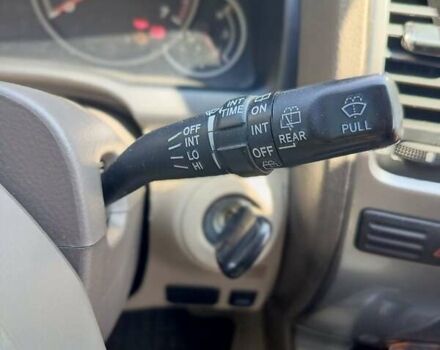 INT
TIME
ON
OFF
INT
INT
LO
REAR
HI
OFF
PULL